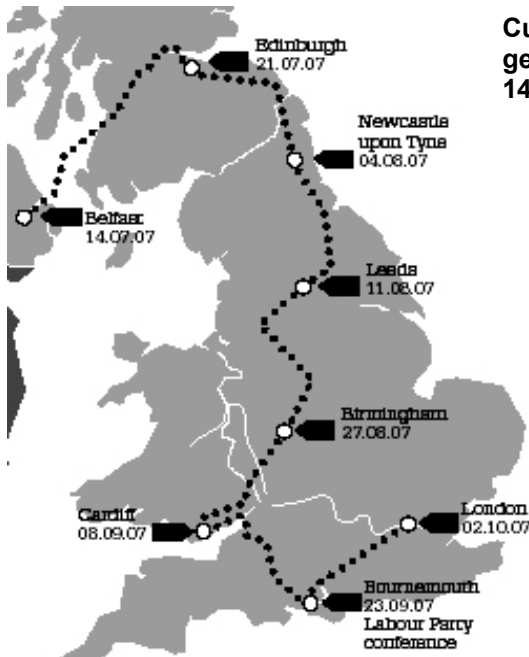 Edinburgh
21.07.07
Cu
ge
14
Newcastle
upon Tyne
04.08.07
Belfast
14.07.07
Leeds
11.08.07
Birmingham
27.08.07
Cardiff
08.09.07
London
02.10.07
Bournemouth
23.09.07
Labour Party
conference